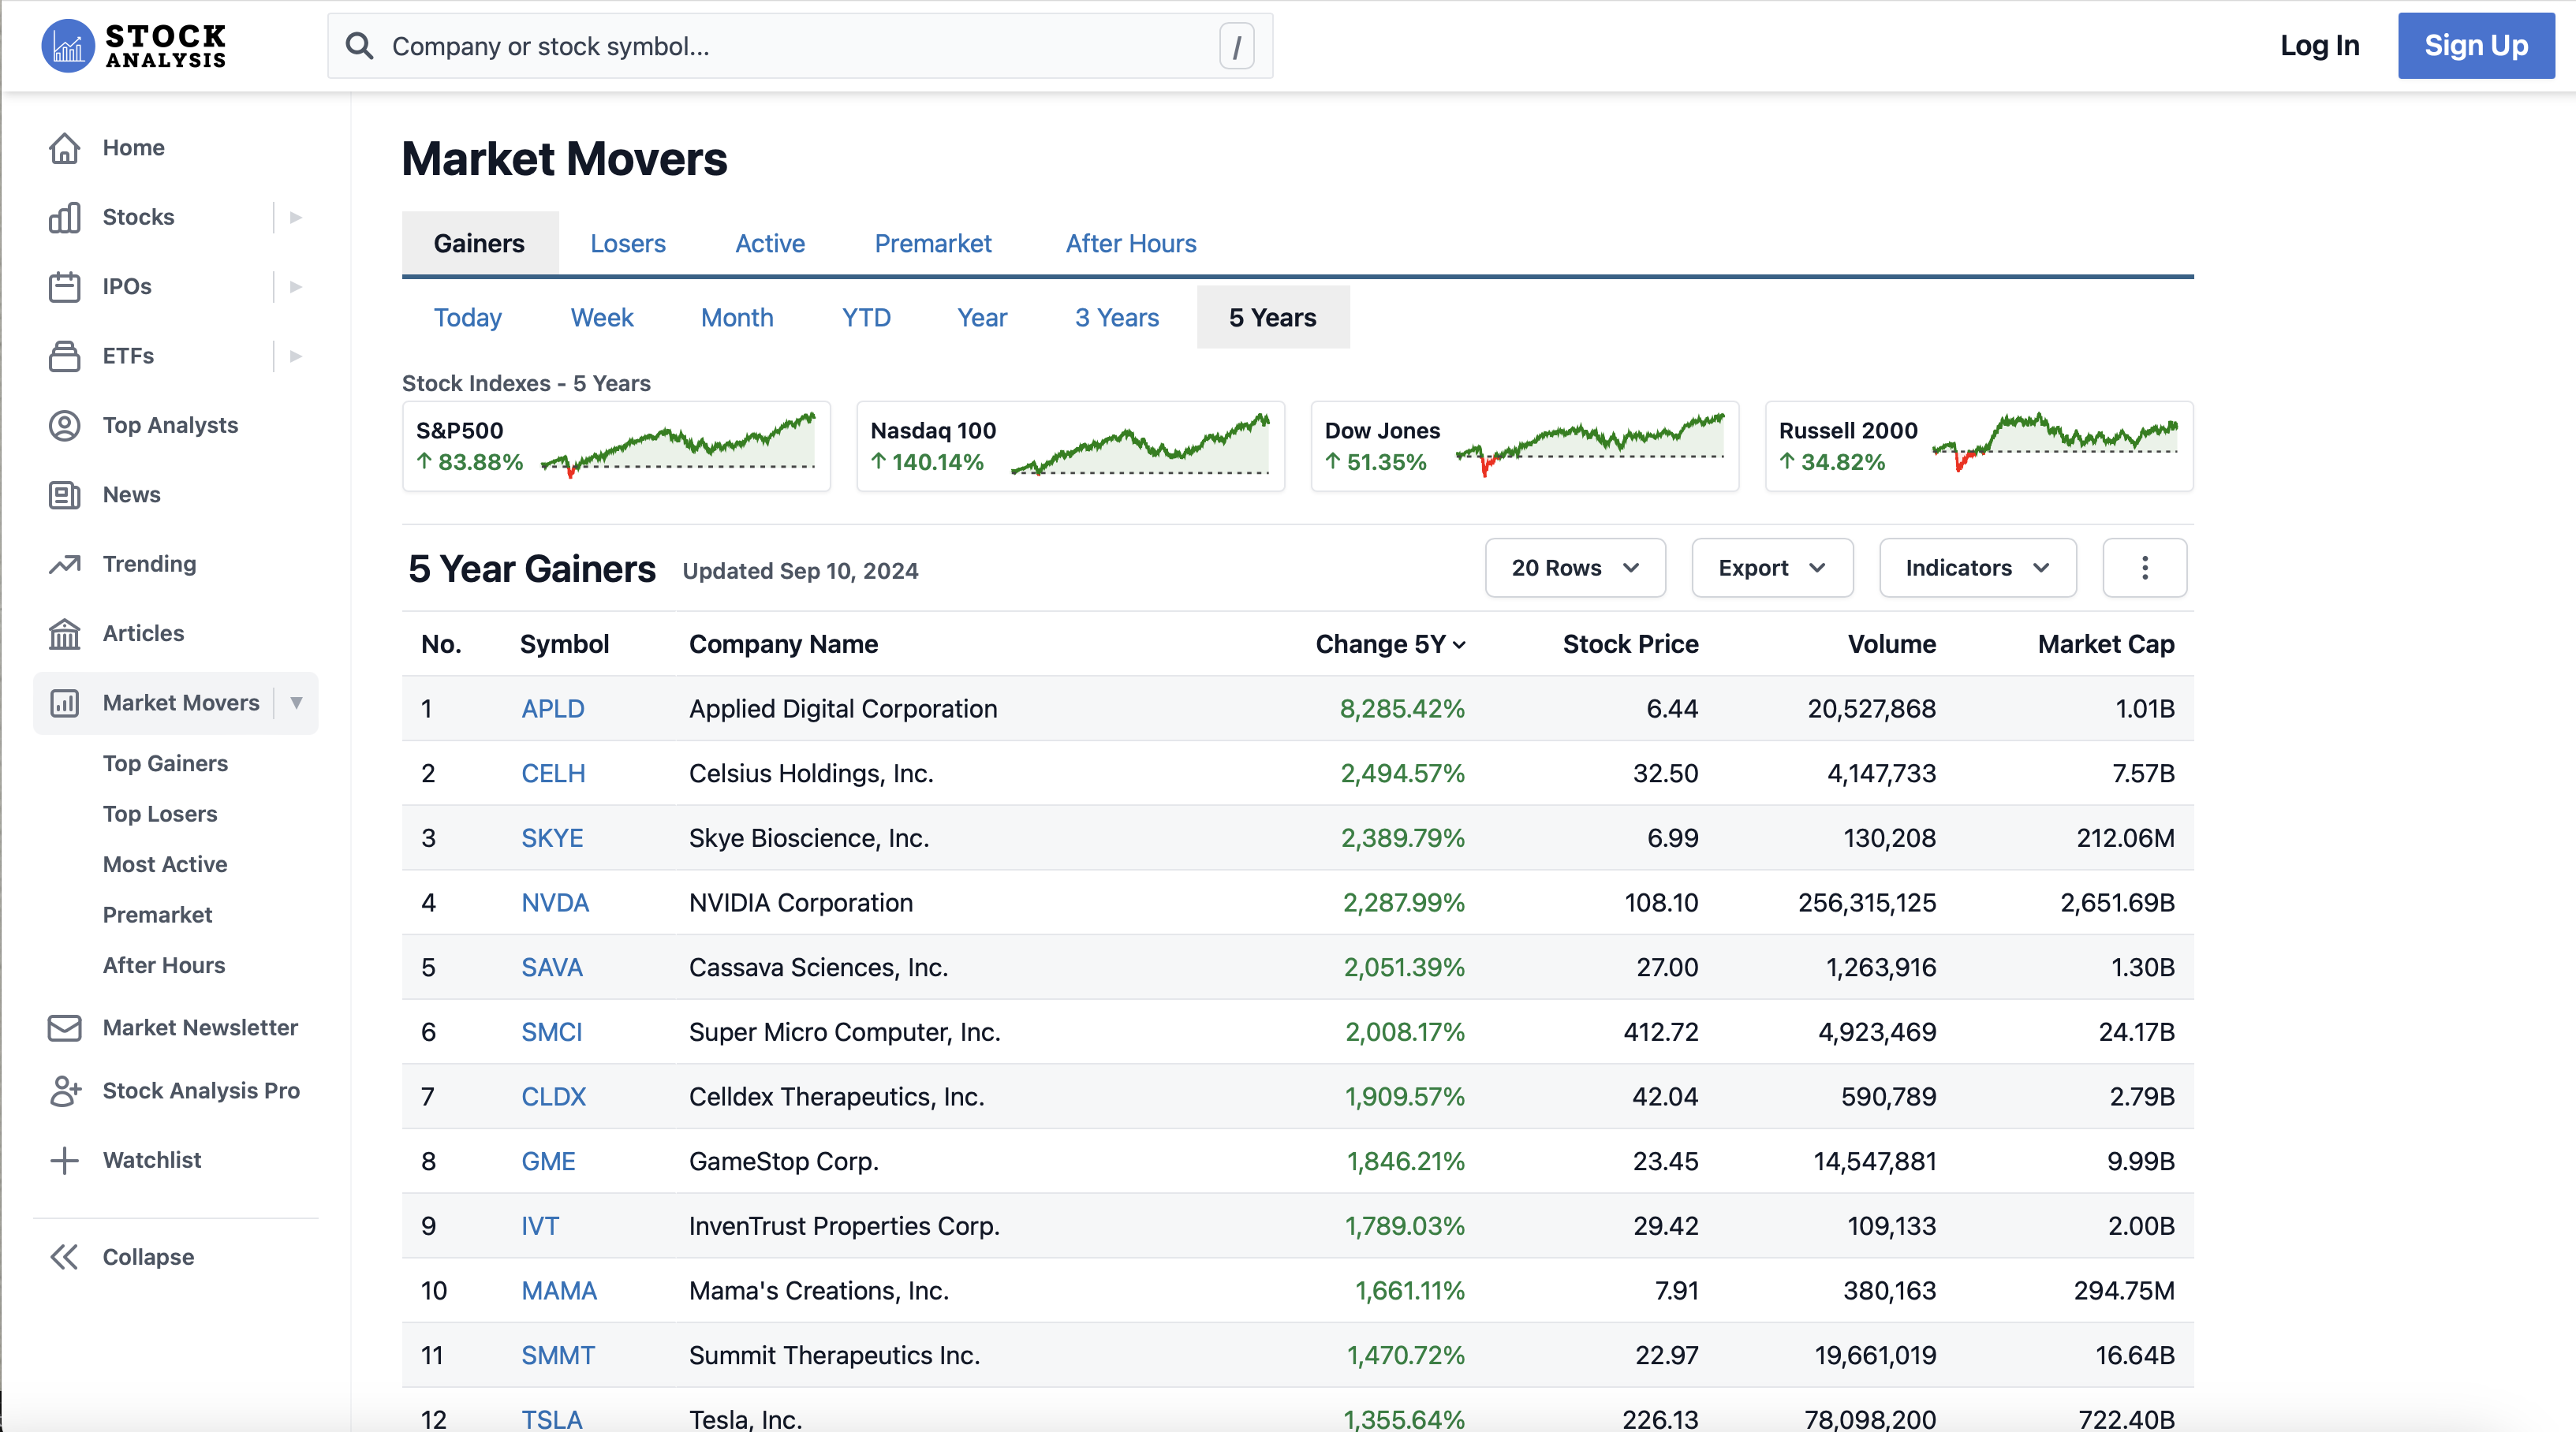 STOCK
ANALYSIS
Company or stock symbol...
/
Log In
Sign Up
Home
Stocks
IPOs
ETFs
Top Analysts
News
Trending
Articles
Market Movers
Top Gainers
Top Losers
Most Active
Premarket
After Hours
Market Newsletter
Stock Analysis Pro
Watchlist
Collapse
Market Movers
Gainers Losers Active Premarket After Hours
Today Week Month YTD Year 3 Years 5 Years
Stock Indexes - 5 Years
S&P500
↑ 83.88%
Nasdaq 100
↑ 140.14%
Dow Jones
↑ 51.35%
Russell 2000
↑ 34.82%
5 Year Gainers Updated Sep 10, 2024
20 Rows Export Indicators
No. Symbol Company Name Change 5Y Stock Price Volume Market Cap
1 APLD Applied Digital Corporation 8,285.42% 6.44 20,527,868 1.01B
2 CELH Celsius Holdings, Inc. 2,494.57% 32.50 4,147,733 7.57B
3 SKYE Skye Bioscience, Inc. 2,389.79% 6.99 130,208 212.06M
4 NVDA NVIDIA Corporation 2,287.99% 108.10 256,315,125 2,651.69B
5 SAVA Cassava Sciences, Inc. 2,051.39% 27.00 1,263,916 1.30B
6 SMCI Super Micro Computer, Inc. 2,008.17% 412.72 4,923,469 24.17B
7 CLDX Celldex Therapeutics, Inc. 1,909.57% 42.04 590,789 2.79B
8 GME GameStop Corp. 1,846.21% 23.45 14,547,881 9.99B
9 IVT InvenTrust Properties Corp. 1,789.03% 29.42 109,133 2.00B
10 MAMA Mama's Creations, Inc. 1,661.11% 7.91 380,163 294.75M
11 SMMT Summit Therapeutics Inc. 1,470.72% 22.97 19,661,019 16.64B
12 TSLA Tesla, Inc. 1,355.64% 226.13 78,098,200 722.40B